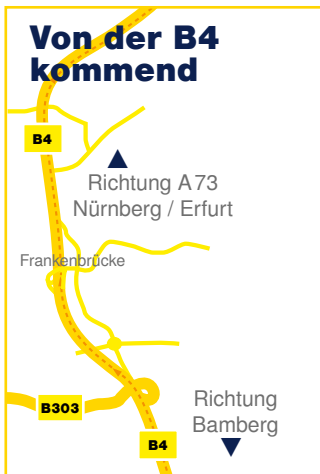 Von der B4
kommend
B4
Richtung A73
Nürnberg / Erfurt
Frankenbrücke
B303
Richtung
Bamberg
B4